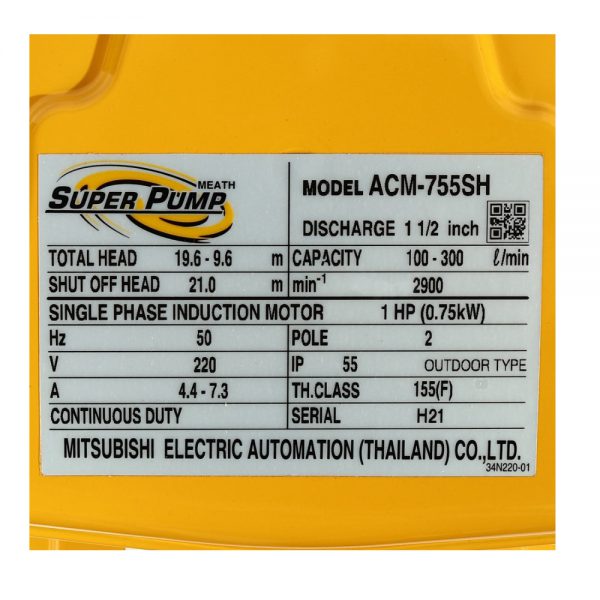 MEATH
SUPER PUMP
MODEL ACM-755SH
DISCHARGE 1 1/2 inch
TOTAL HEAD 19.6 - 9.6 m CAPACITY 100 - 300 ℓ/min
SHUT OFF HEAD 21.0 m min-1 2900
SINGLE PHASE INDUCTION MOTOR 1 HP (0.75kW)
Hz 50 POLE 2
V 220 IP 55 OUTDOOR TYPE
A 4.4 - 7.3 TH.CLASS 155(F)
CONTINUOUS DUTY SERIAL H21
MITSUBISHI ELECTRIC AUTOMATION (THAILAND) CO.,LTD.
34N220-01